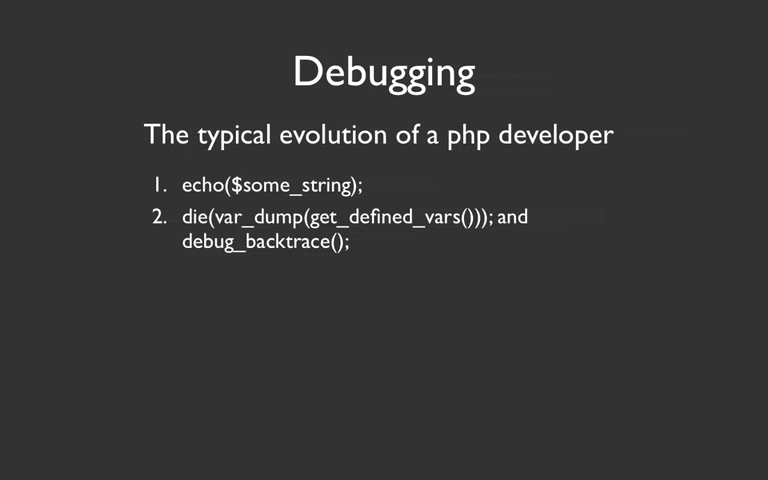 Debugging
The typical evolution of a php developer
1. echo($some_string);
2. die(var_dump(get_defined_vars())); and
debug_backtrace();